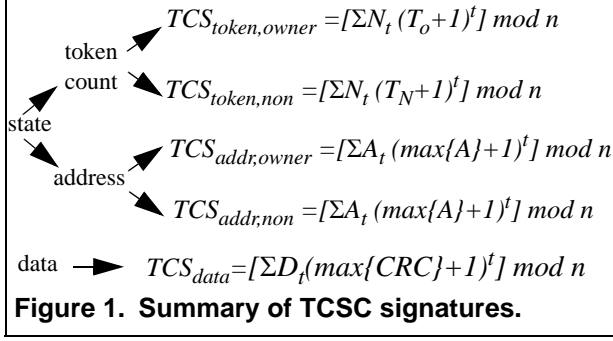 TCS_token,owner =[ΣN_t (T_o+1)^t] mod n
token
count
TCS_token,non =[ΣN_t (T_N+1)^t] mod n
state
TCS_addr,owner =[ΣA_t (max{A}+1)^t] mod n
address
TCS_addr,non =[ΣA_t (max{A}+1)^t] mod n
data TCS_data=[ΣD_t(max{CRC}+1)^t] mod n
Figure 1. Summary of TCSC signatures.